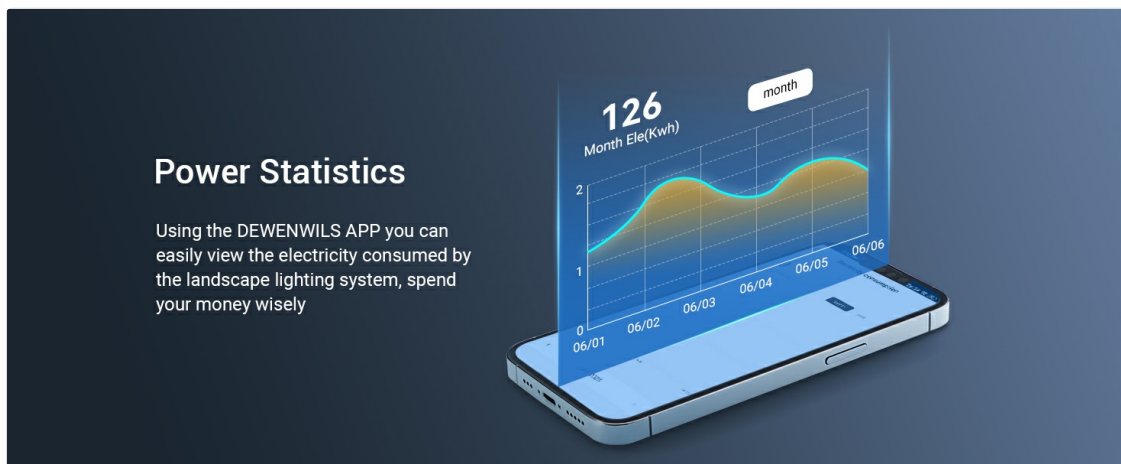 Power Statistics
Using the DEWENWILS APP you can
easily view the electricity consumed by
the landscape lighting system, spend
your money wisely
126
Month Ele(Kwh)
month
2
1
0
06/01
06/02
06/03
06/04
06/05
06/06